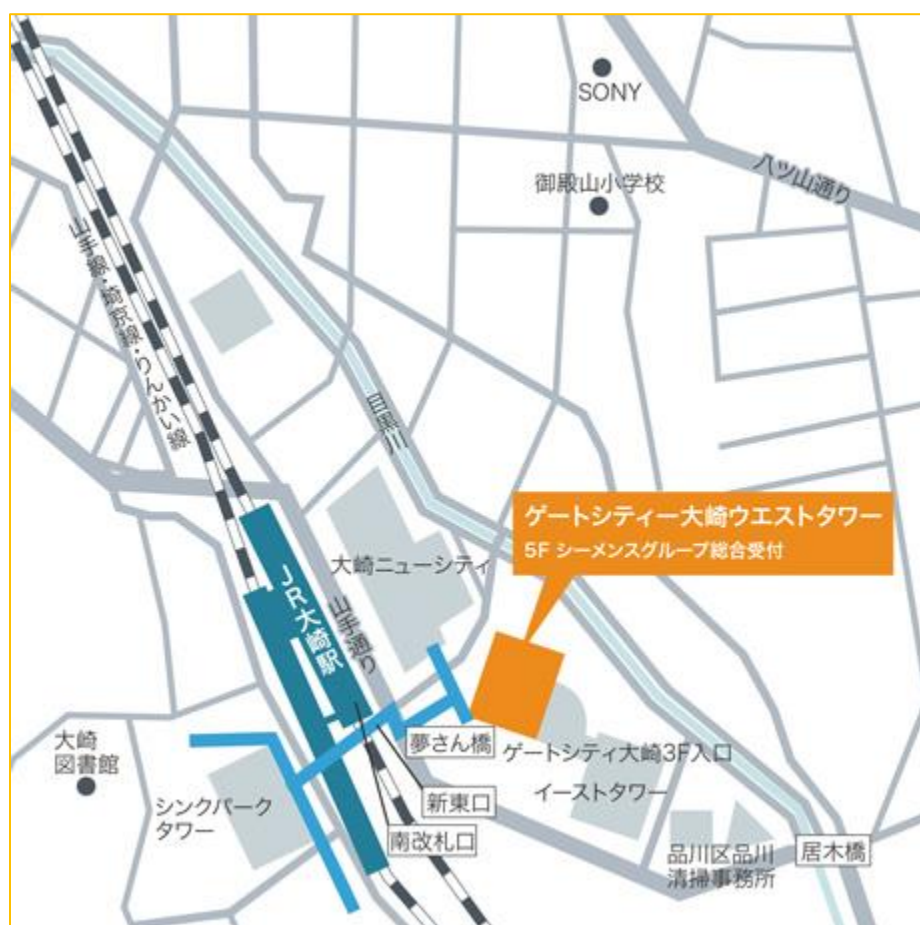 SONY
御殿山小学校
八ツ山通り
山手線・埼京線・りんかい線
目黒川
ゲートシティー大崎ウエストタワー
5F シーメンスグループ総合受付
大崎ニューシティ
JR大崎駅
山手通り
夢さん橋
ゲートシティ大崎3F入口
イーストタワー
大崎
図書館
シンクパーク
タワー
新東口
南改札口
品川区品川
清掃事務所
居木橋